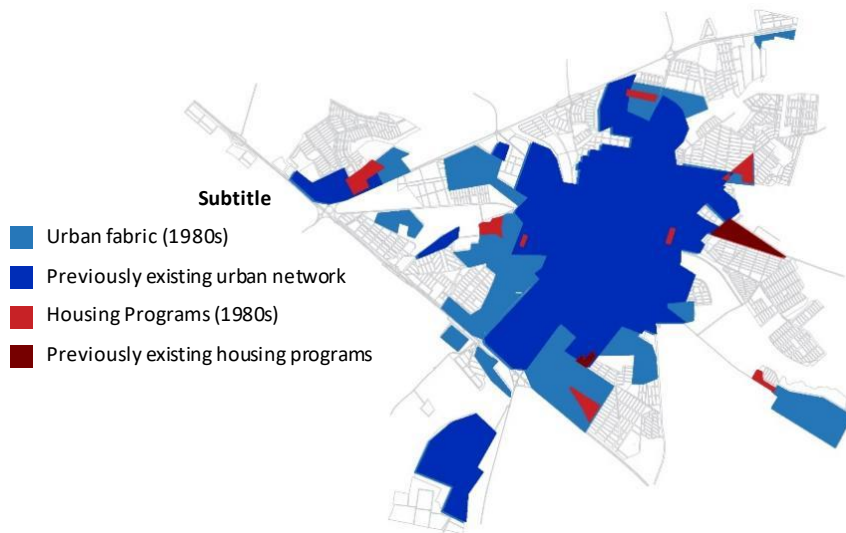 Subtitle
Urban fabric (1980s)
Previously existing urban network
Housing Programs (1980s)
Previously existing housing programs